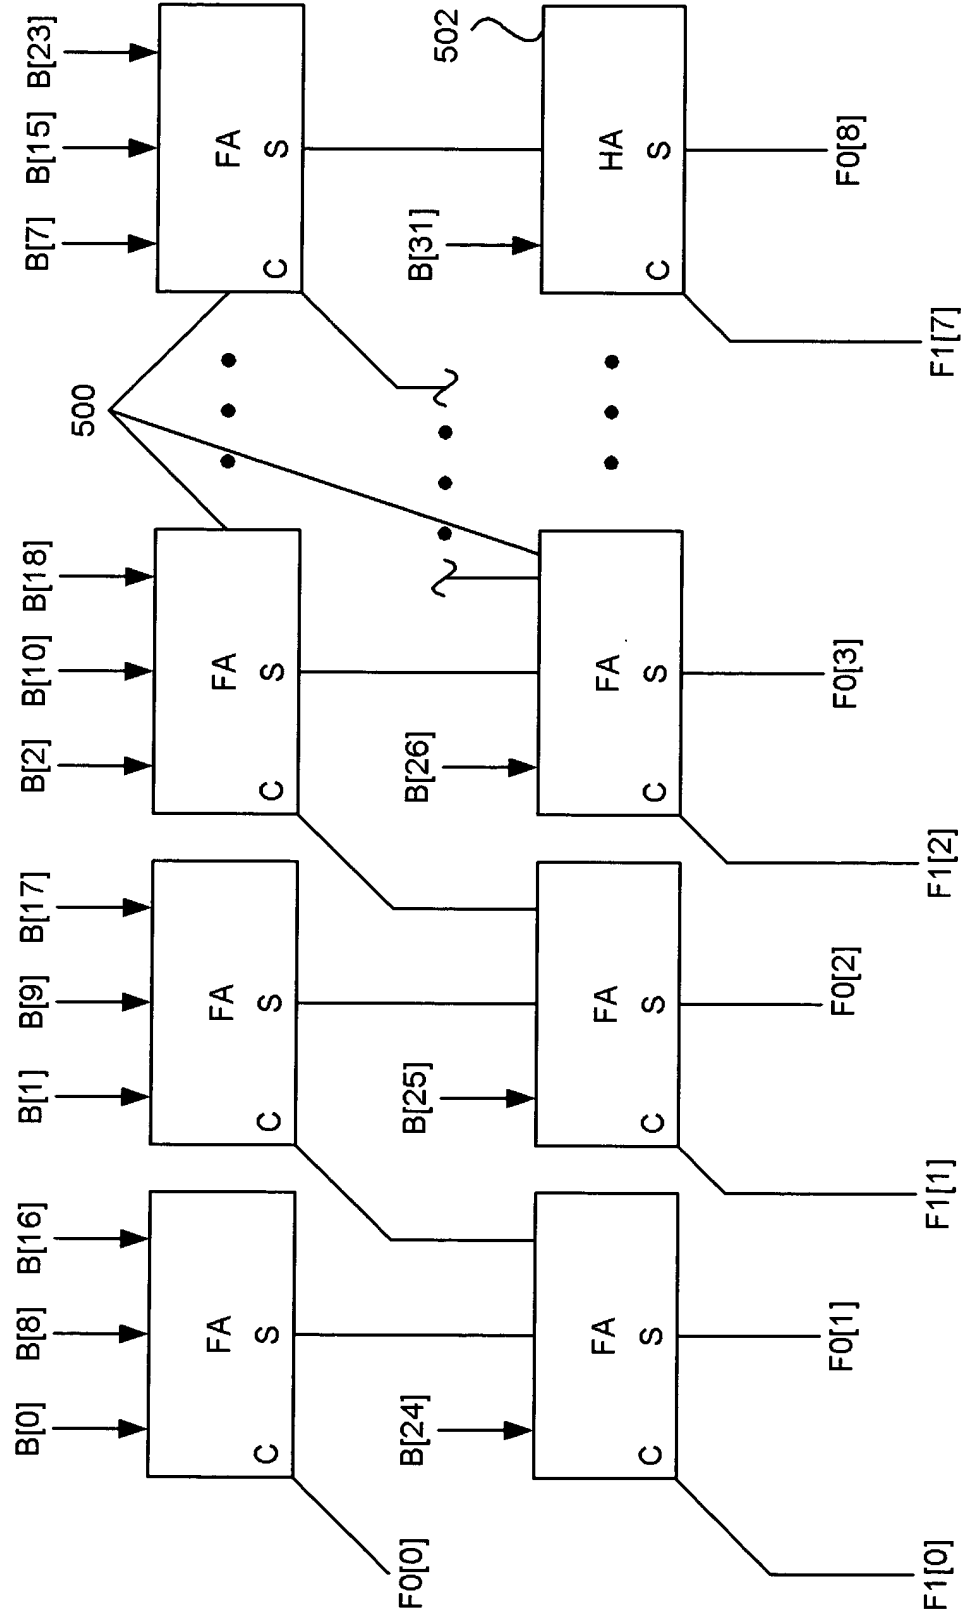 B[0] B[8] B[16] B[1] B[9] B[17] B[2] B[10] B[18] B[7] B[15] B[23]
500
FA FA FA FA
C S C S C S C S
502
B[24] B[25] B[26] B[31]
F0[0]
FA FA FA HA
C S C S C S C S
F0[1] F0[2] F0[3] F0[8]
F1[0] F1[1] F1[2] F1[7]